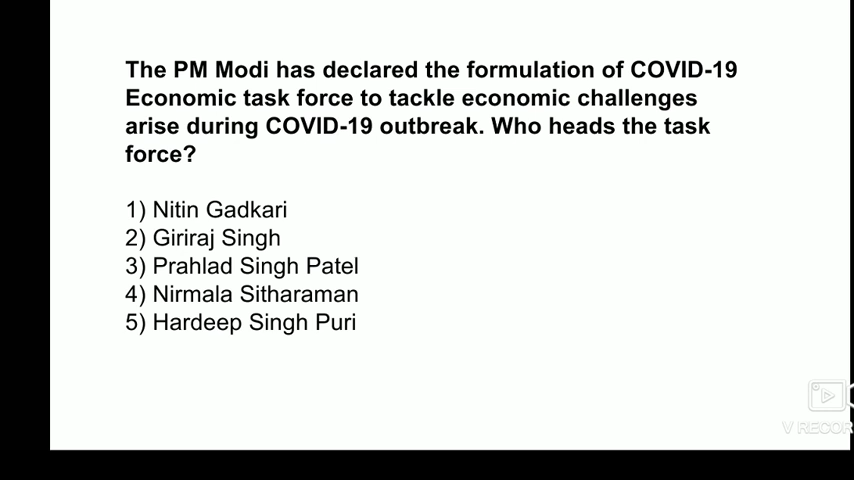 The PM Modi has declared the formulation of COVID-19
Economic task force to tackle economic challenges
arise during COVID-19 outbreak. Who heads the task
force?
1) Nitin Gadkari
2) Giriraj Singh
3) Prahlad Singh Patel
4) Nirmala Sitharaman
5) Hardeep Singh Puri
V RECOR